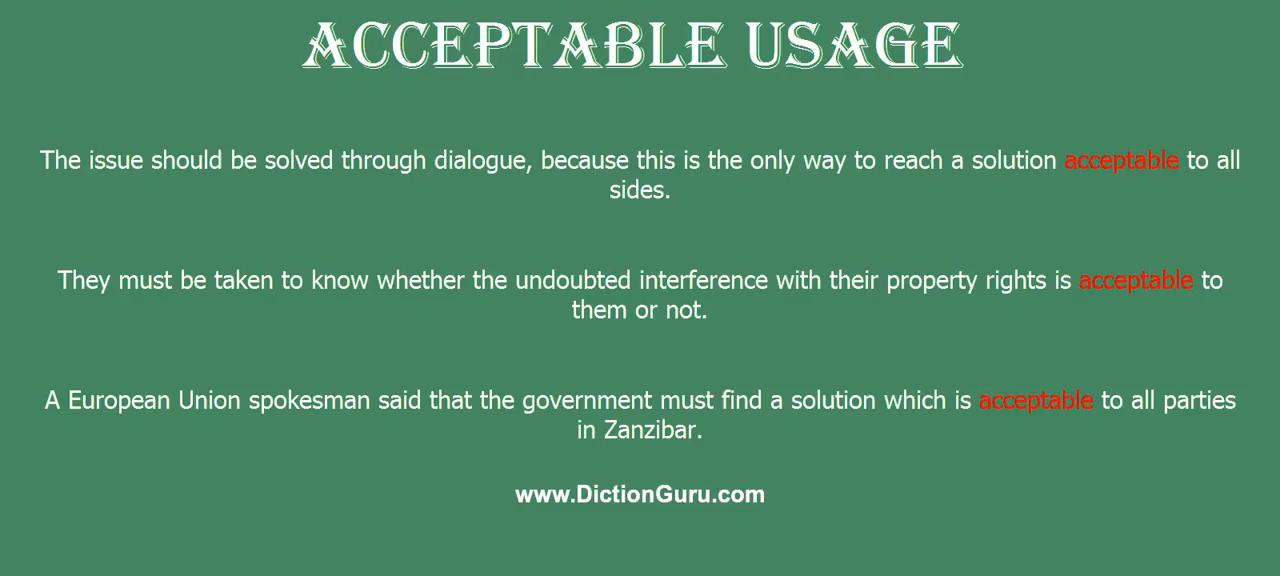 ACCEPTABLE USAGE
The issue should be solved through dialogue, because this is the only way to reach a solution acceptable to all
sides.
They must be taken to know whether the undoubted interference with their property rights is acceptable to
them or not.
A European Union spokesman said that the government must find a solution which is acceptable to all parties
in Zanzibar.
www.DictionGuru.com